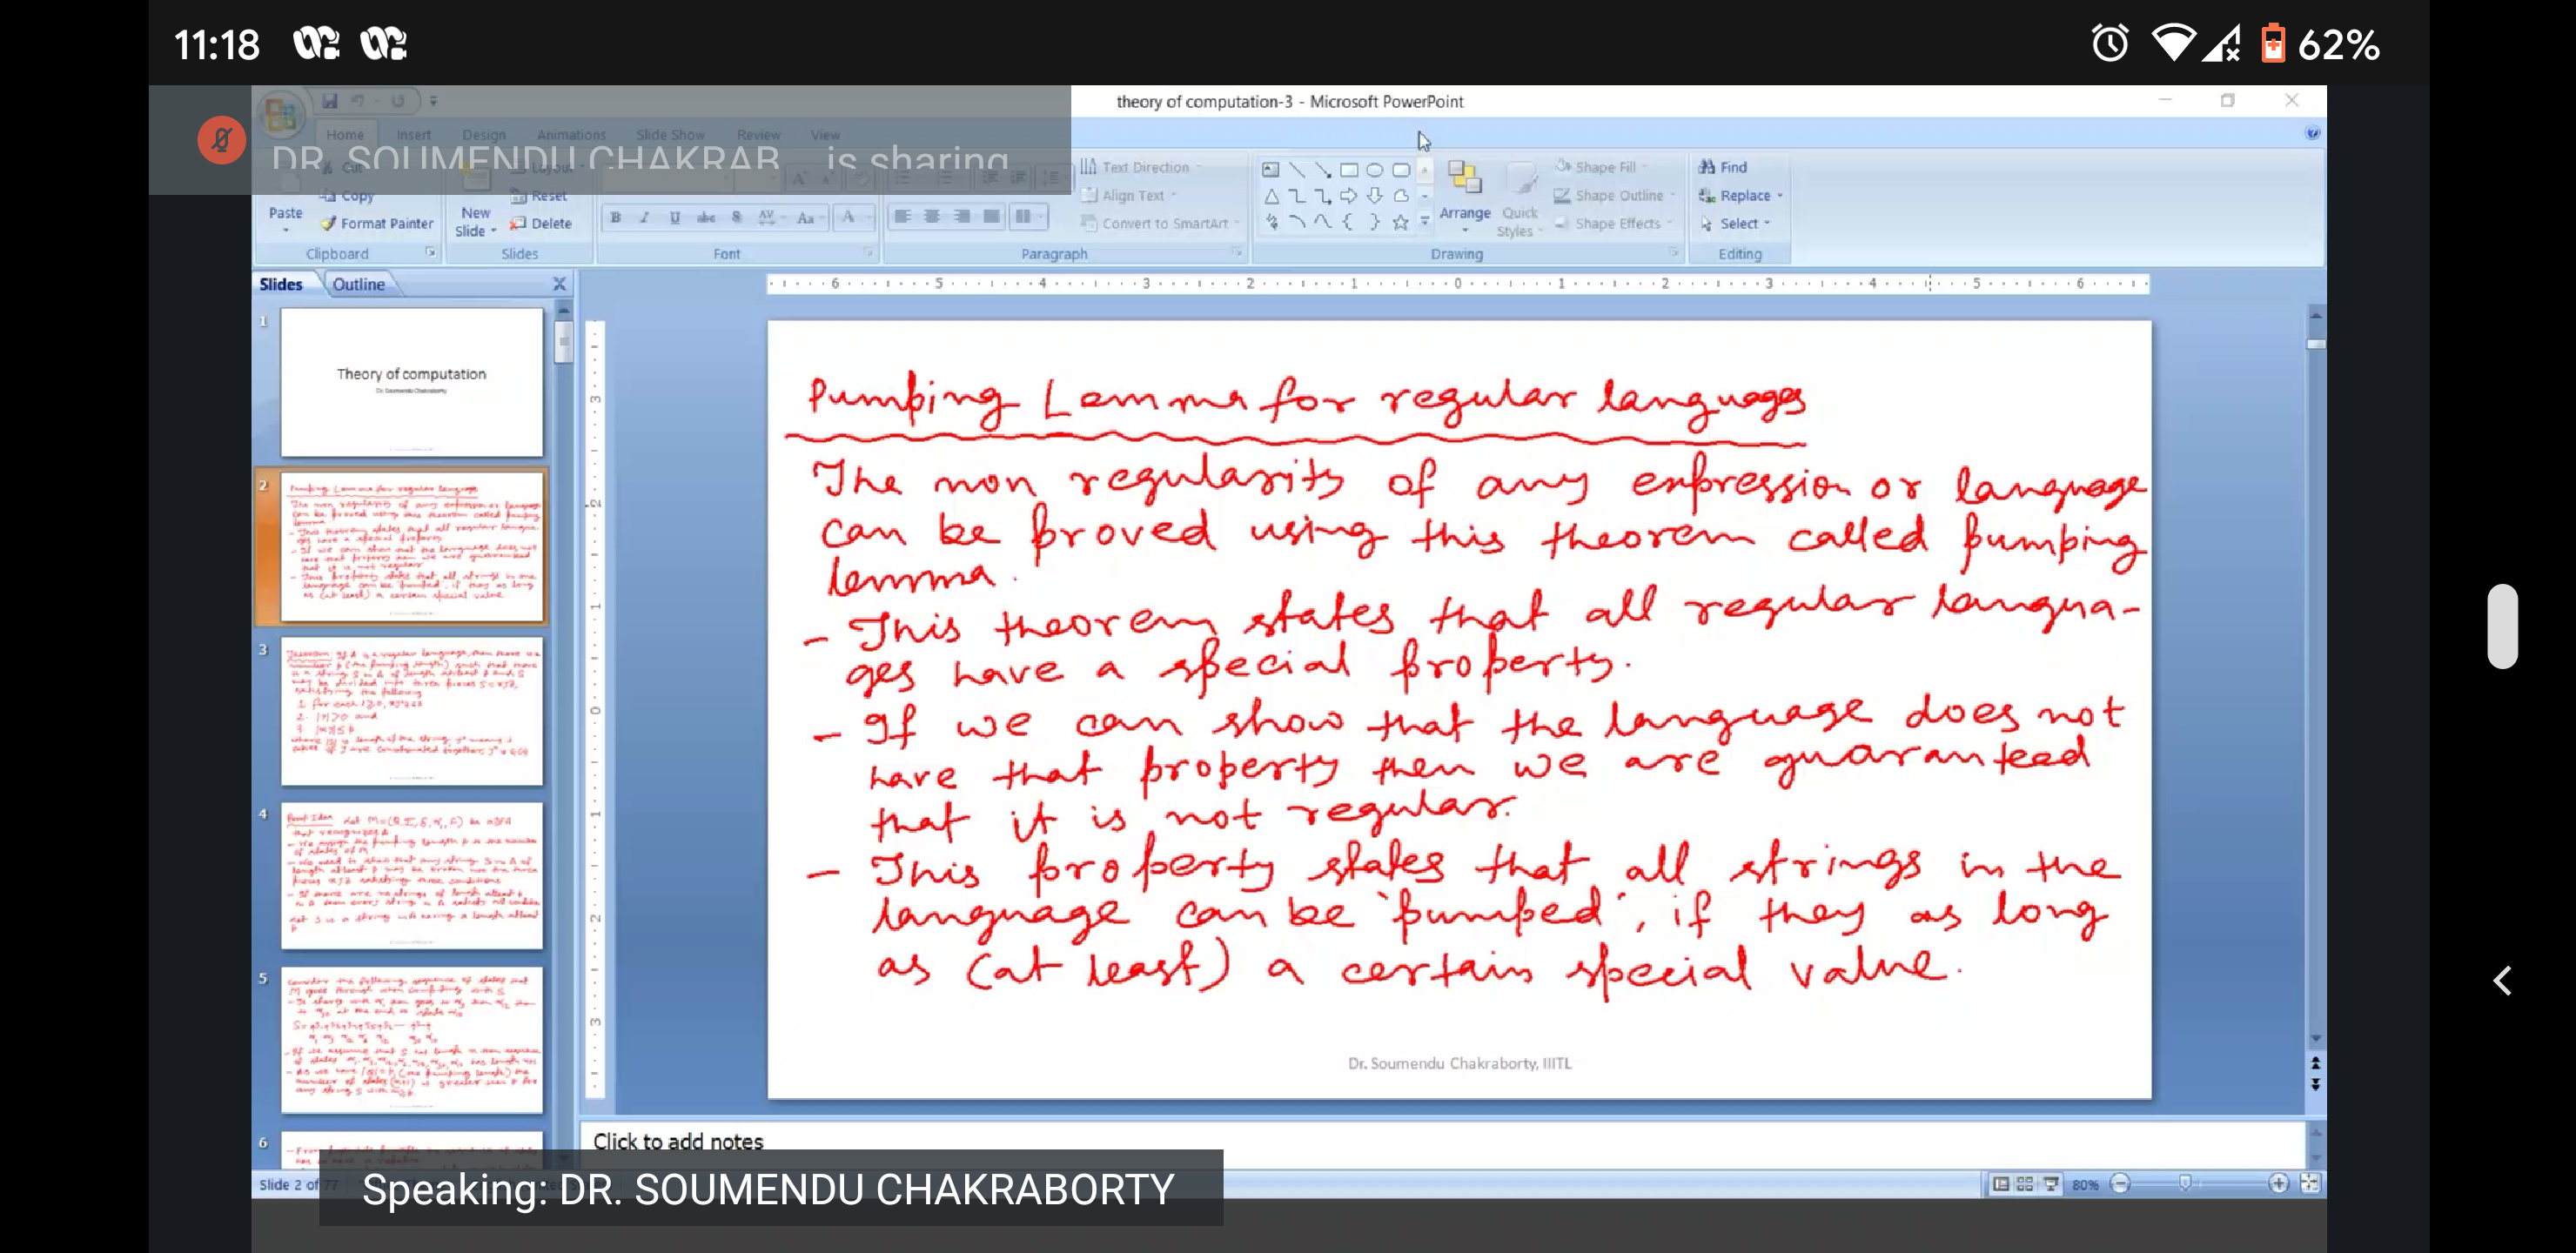 11:18
62%
theory of computation-3 - Microsoft PowerPoint
Home Insert Design Animations Slide Show Review View
DR. SOUMENDU CHAKRAB... is sharing
Cut Layout
Copy Reset
Paste Format Painter New Slide Delete
Text Direction
Align Text
Convert to SmartArt
Arrange Quick Styles
Shape Fill
Shape Outline
Shape Effects
Find
Replace
Select
Clipboard Slides Font Paragraph Drawing Editing
Slides Outline
1
Theory of computation
Dr. Soumendu Chakraborty
2
3
4
5
6
Pumping Lemma for regular languages
The non regularity of any expression or language
can be proved using this theorem called pumping
lemma.
- This theorem states that all regular langua-
ges have a special property.
- If we can show that the language does not
have that property then we are guaranteed
that it is not regular.
- This property states that all strings in the
language can be 'pumped', if they as long
as (at least) a certain special value.
Dr. Soumendu Chakraborty, IIITL
Click to add notes
Slide 2 of 77
80%
Speaking: DR. SOUMENDU CHAKRABORTY